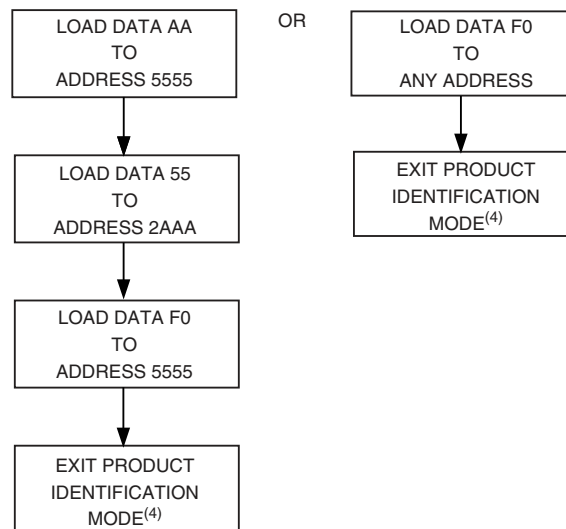 LOAD DATA AA
TO
ADDRESS 5555
LOAD DATA 55
TO
ADDRESS 2AAA
LOAD DATA F0
TO
ADDRESS 5555
EXIT PRODUCT
IDENTIFICATION
MODE(4)
OR
LOAD DATA F0
TO
ANY ADDRESS
EXIT PRODUCT
IDENTIFICATION
MODE(4)